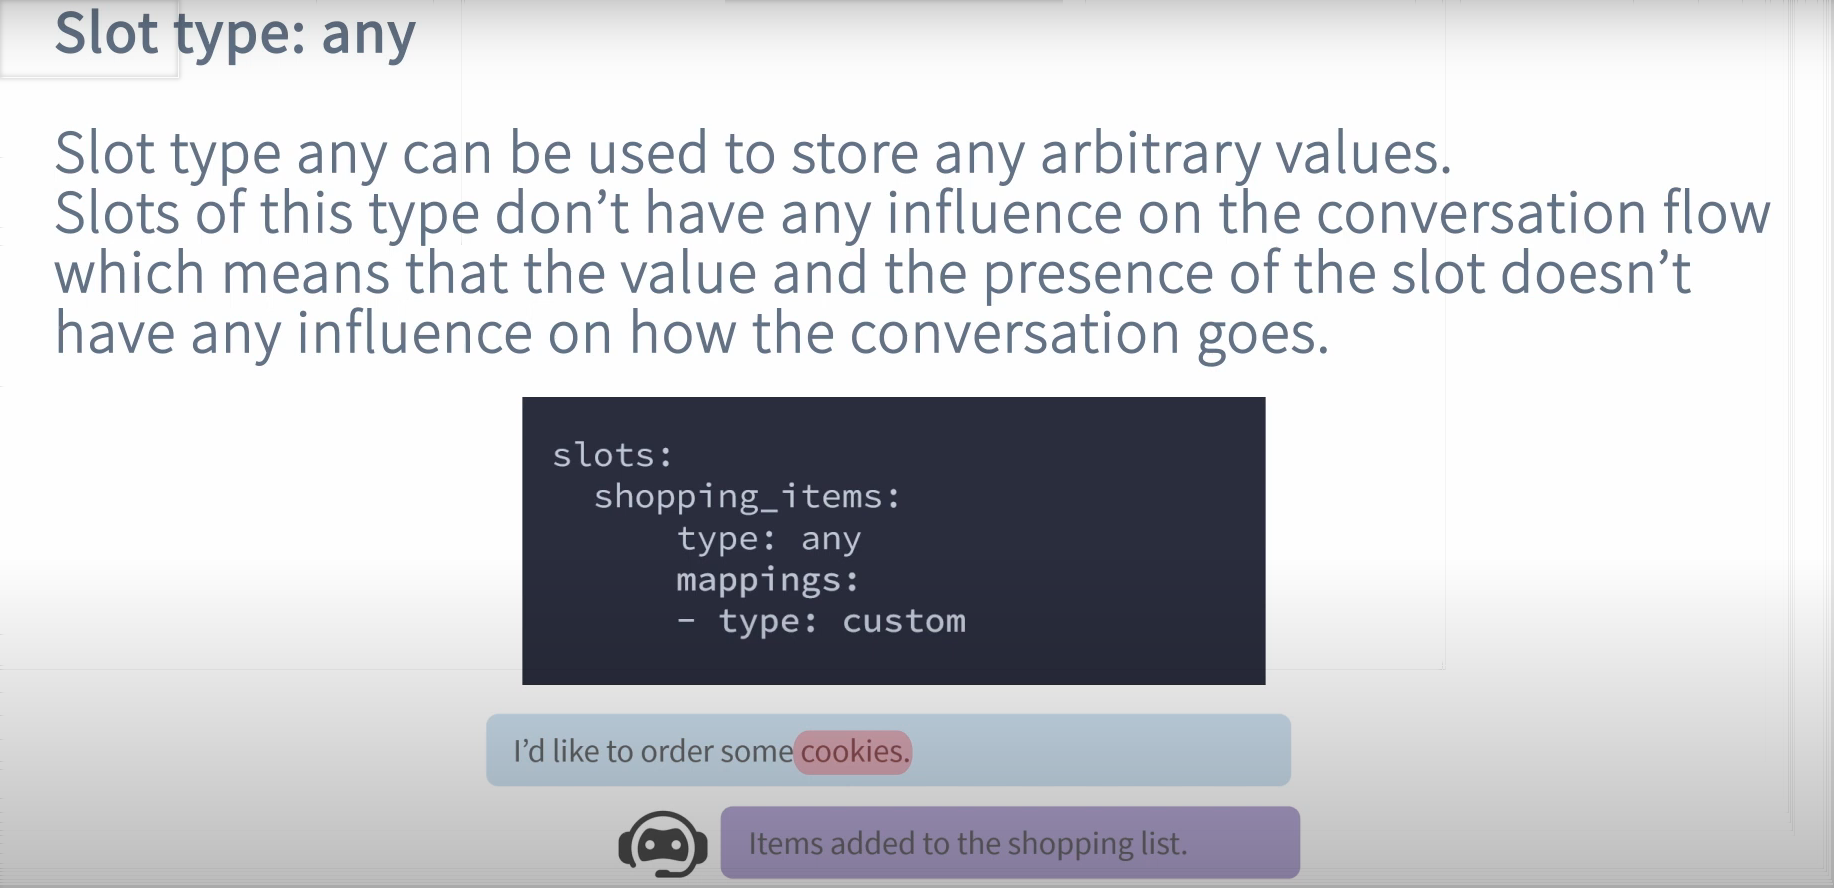 Slot type: any
Slot type any can be used to store any arbitrary values.
Slots of this type don’t have any influence on the conversation flow
which means that the value and the presence of the slot doesn’t
have any influence on how the conversation goes.
slots:
  shopping_items:
      type: any
      mappings:
      - type: custom
I’d like to order some cookies.
Items added to the shopping list.